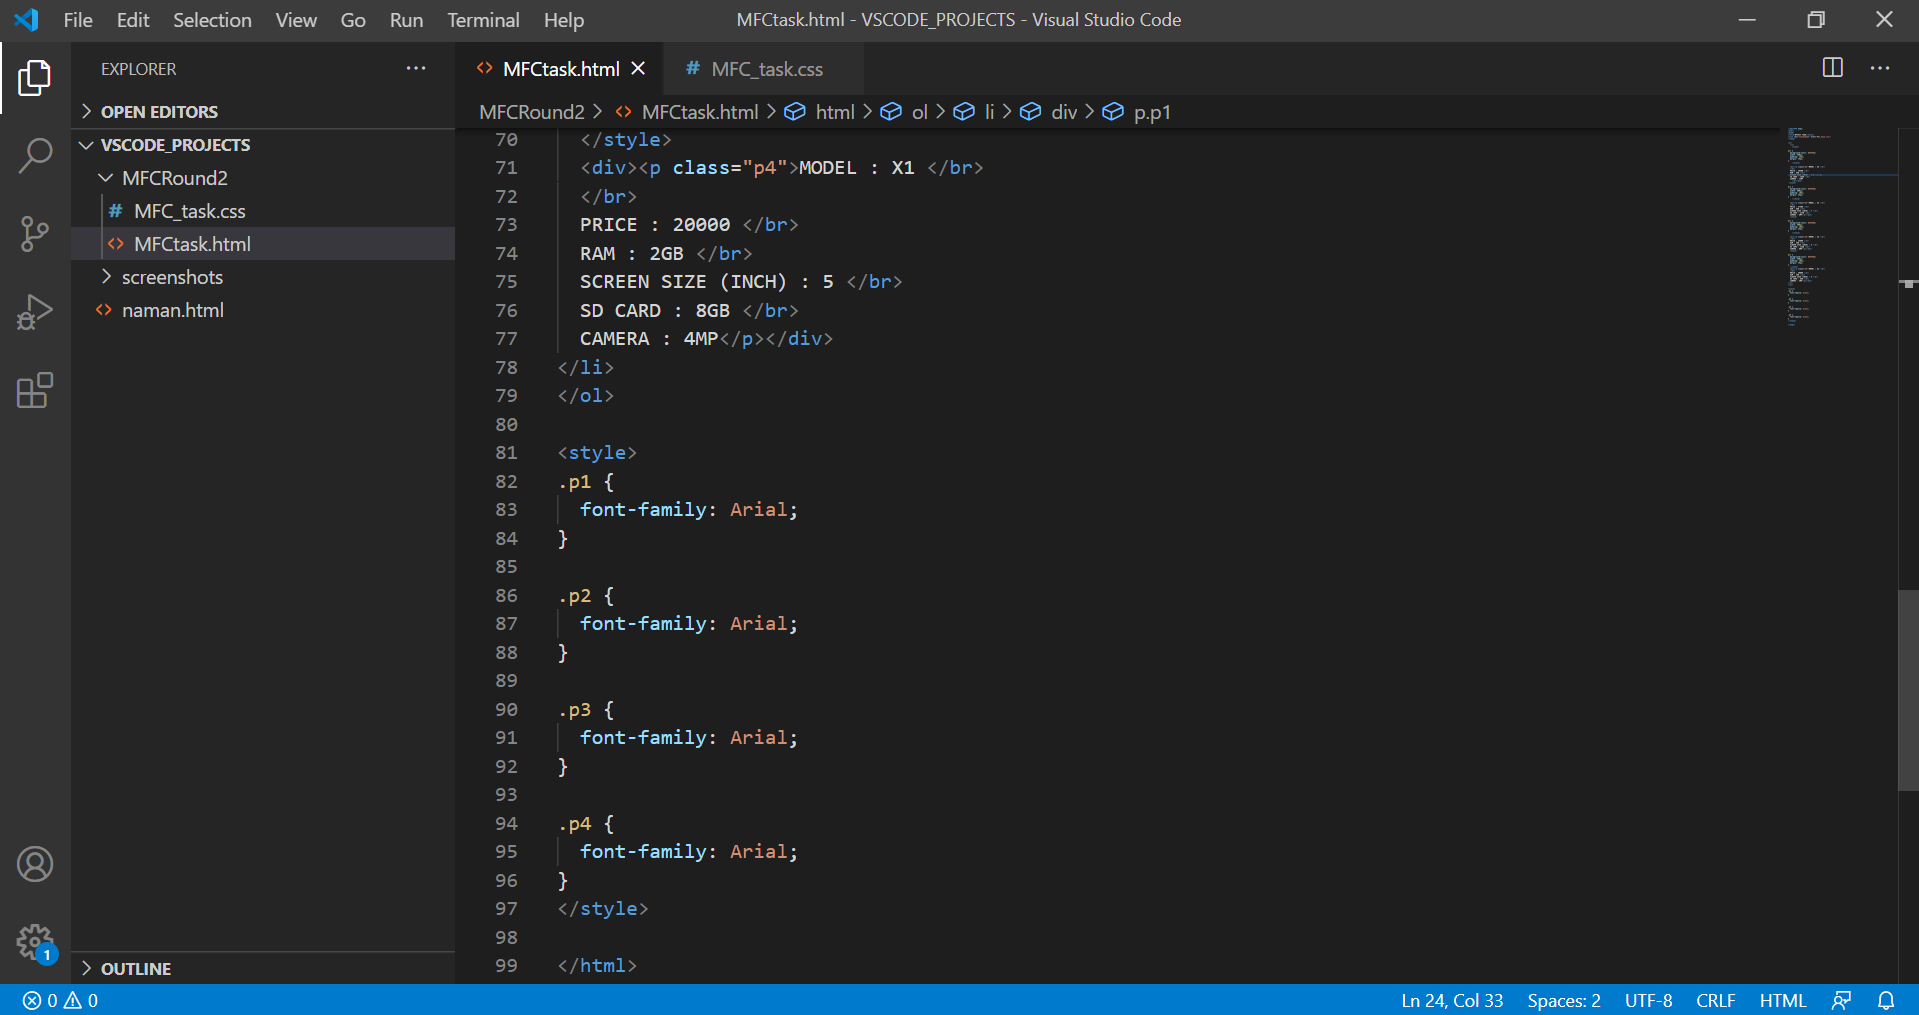 File Edit Selection View Go Run Terminal Help MFCtask.html - VSCODE_PROJECTS - Visual Studio Code
EXPLORER
OPEN EDITORS
VSCODE_PROJECTS
MFCRound2
# MFC_task.css
<> MFCtask.html
screenshots
<> naman.html
OUTLINE
1
<> MFCtask.html # MFC_task.css
MFCRound2 > <> MFCtask.html > html > ol > li > div > p.p1
70 </style>
71 <div><p class="p4">MODEL : X1 </br>
72 </br>
73 PRICE : 20000 </br>
74 RAM : 2GB </br>
75 SCREEN SIZE (INCH) : 5 </br>
76 SD CARD : 8GB </br>
77 CAMERA : 4MP</p></div>
78 </li>
79 </ol>
80
81 <style>
82 .p1 {
83 font-family: Arial;
84 }
85
86 .p2 {
87 font-family: Arial;
88 }
89
90 .p3 {
91 font-family: Arial;
92 }
93
94 .p4 {
95 font-family: Arial;
96 }
97 </style>
98
99 </html>
0 0 Ln 24, Col 33 Spaces: 2 UTF-8 CRLF HTML